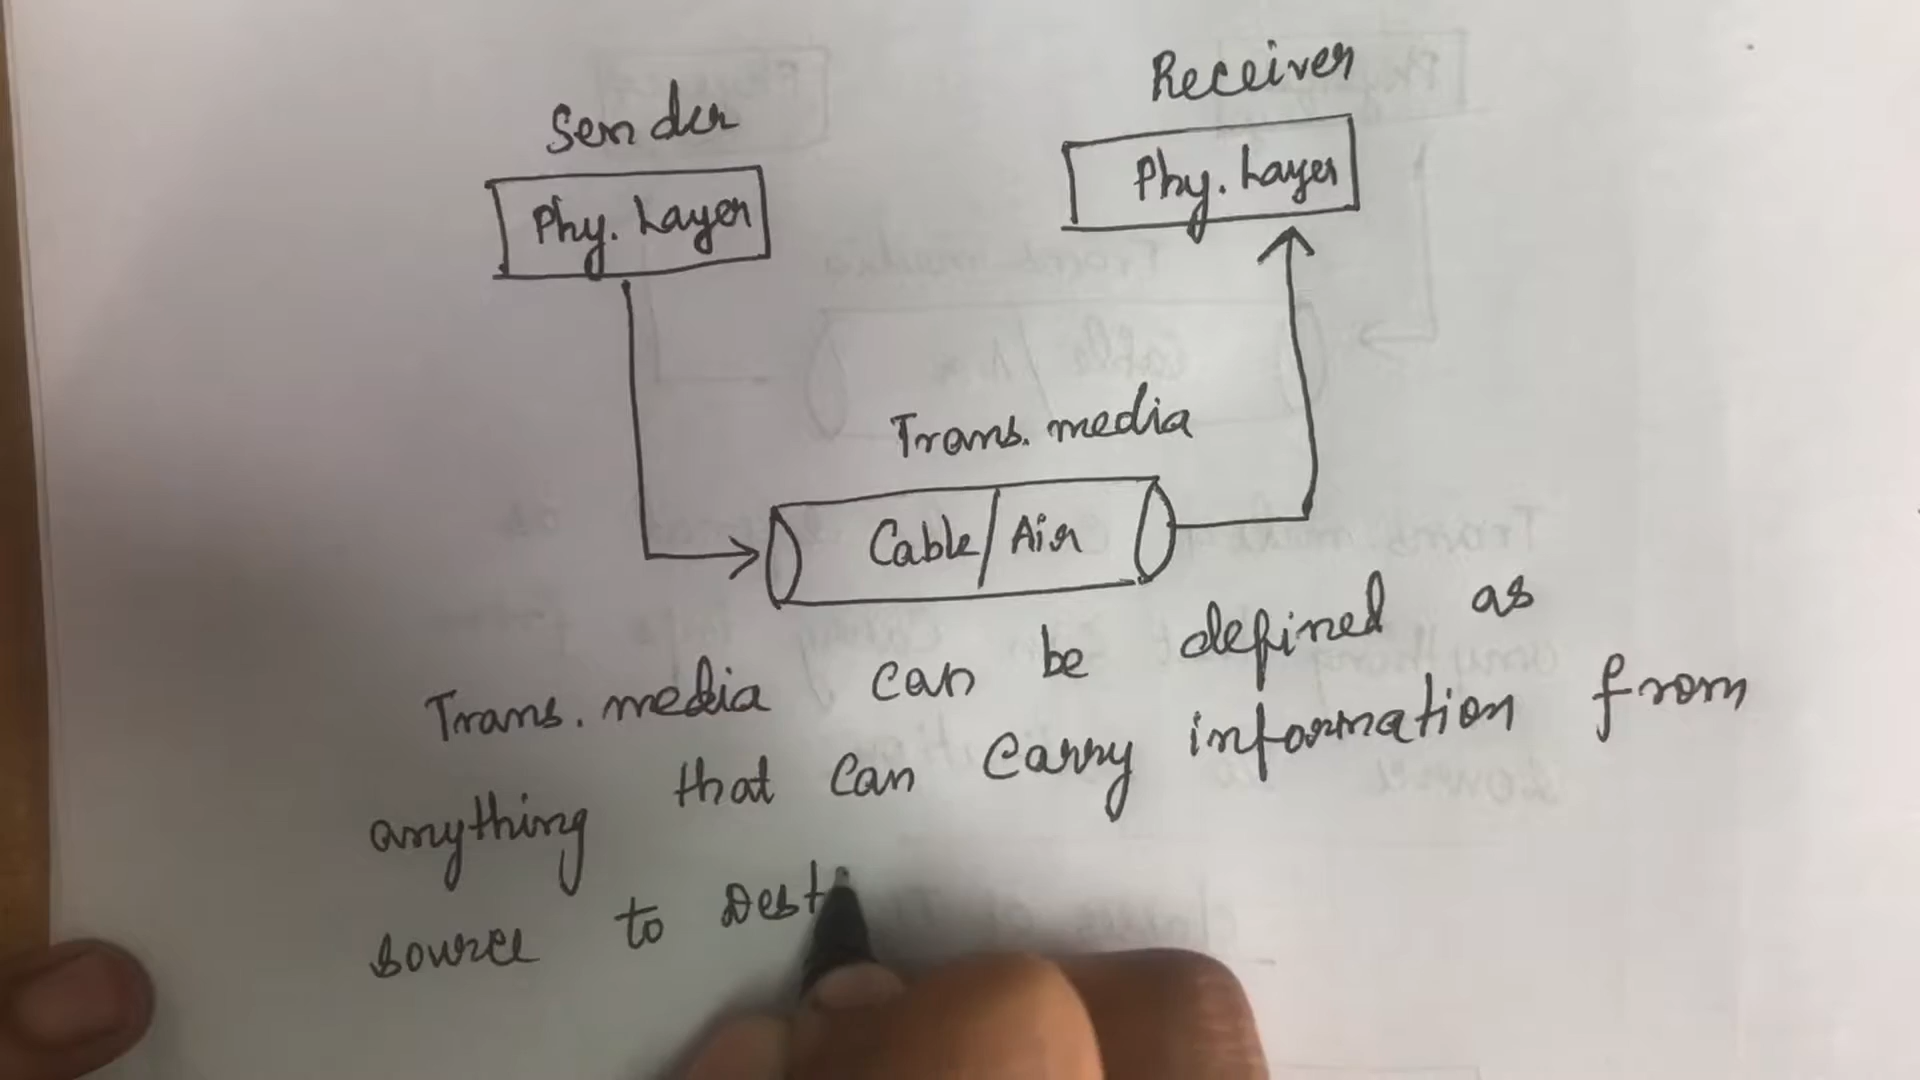 Sender
Receiver
Phy. Layer
Phy. Layer
Trans. media
Cable/Air
Trans. media can be defined as
anything that can carry information from
source to Dest